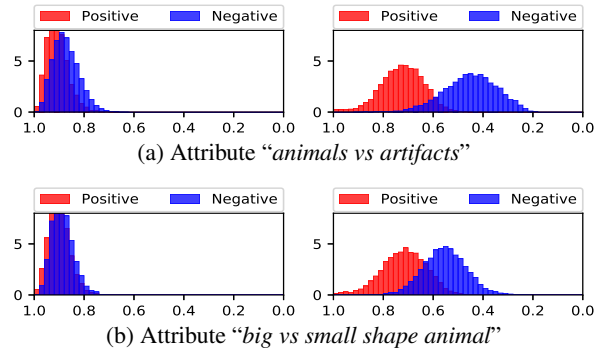 Positive Negative Positive Negative
5 5
0 0
1.0 0.8 0.6 0.4 0.2 0.0 1.0 0.8 0.6 0.4 0.2 0.0
(a) Attribute “animals vs artifacts”
Positive Negative Positive Negative
5 5
0 0
1.0 0.8 0.6 0.4 0.2 0.0 1.0 0.8 0.6 0.4 0.2 0.0
(b) Attribute “big vs small shape animal”